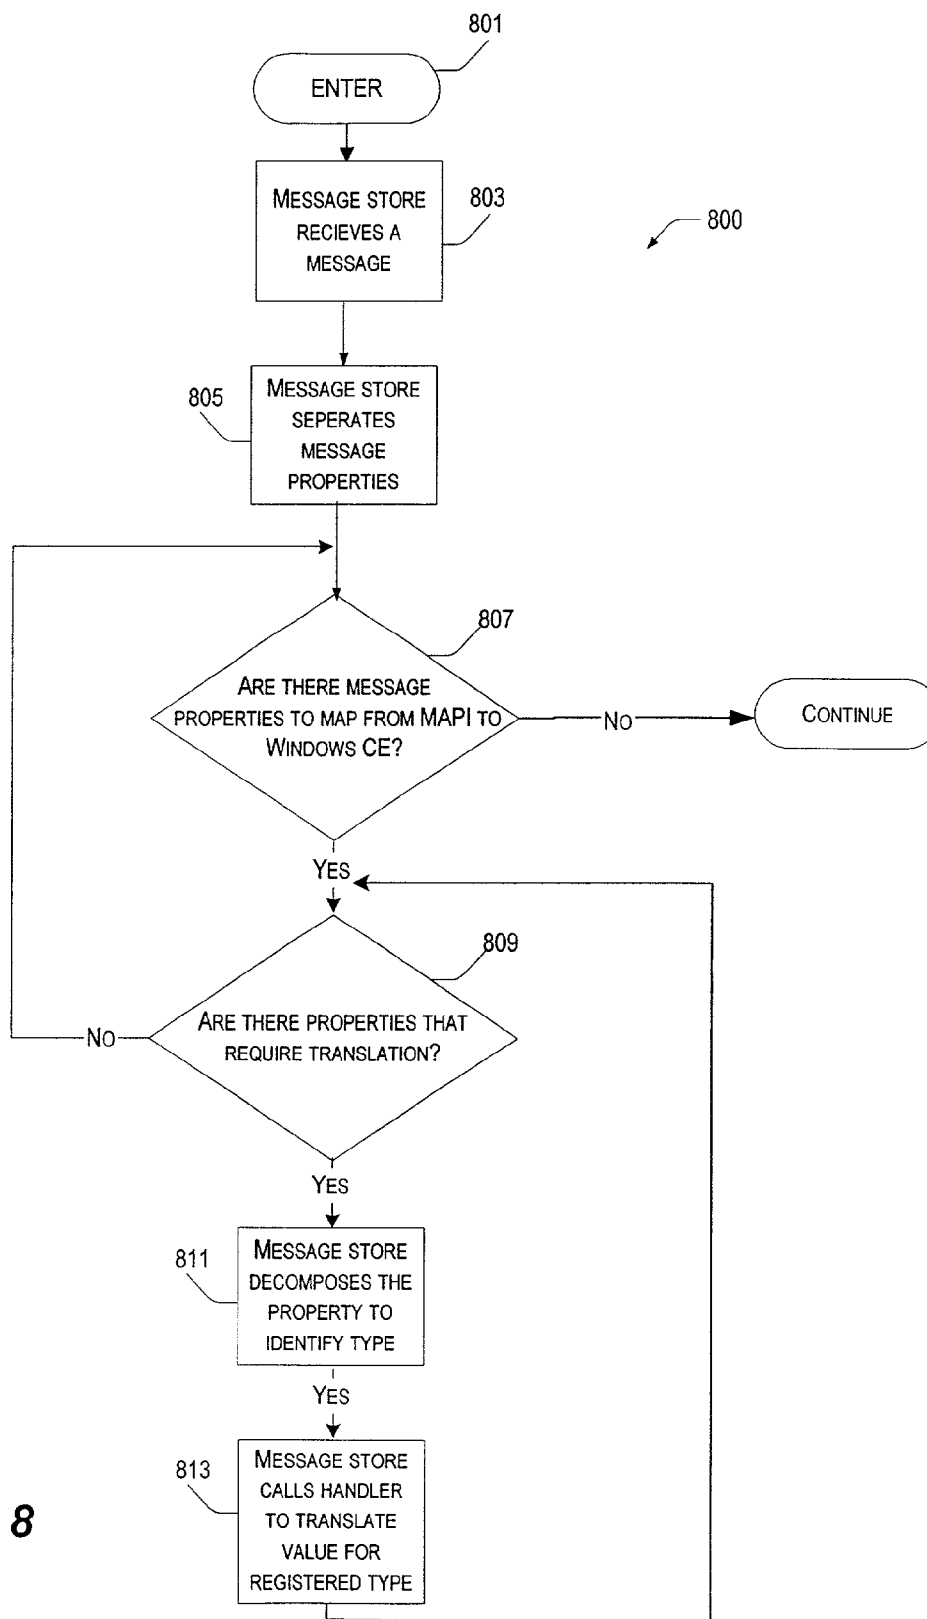 801
ENTER
MESSAGE STORE
RECIEVES A
MESSAGE
803
800
805
MESSAGE STORE
SEPERATES
MESSAGE
PROPERTIES
807
ARE THERE MESSAGE
PROPERTIES TO MAP FROM MAPI TO
WINDOWS CE?
NO
CONTINUE
YES
809
ARE THERE PROPERTIES THAT
REQUIRE TRANSLATION?
NO
YES
811
MESSAGE STORE
DECOMPOSES THE
PROPERTY TO
IDENTIFY TYPE
YES
813
MESSAGE STORE
CALLS HANDLER
TO TRANSLATE
VALUE FOR
REGISTERED TYPE
8